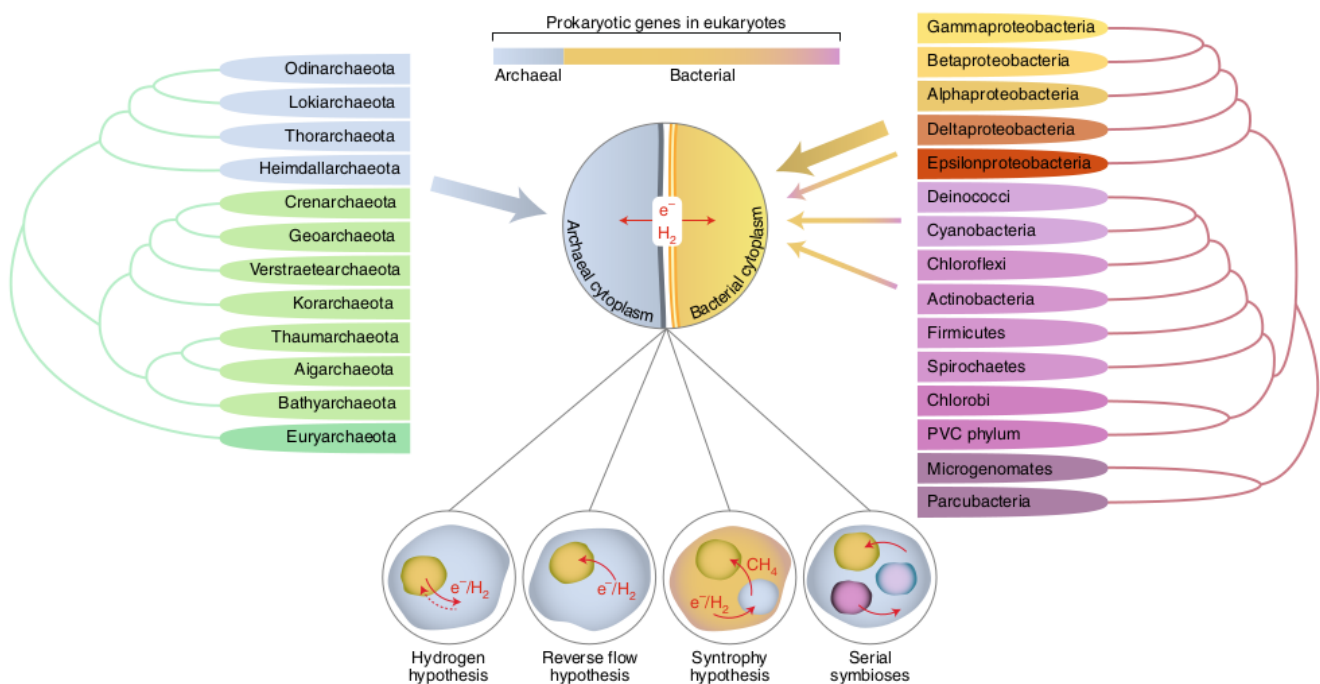 Prokaryotic genes in eukaryotes
Archaeal
Bacterial
Odinarchaeota
Lokiarchaeota
Thorarchaeota
Heimdallarchaeota
Crenarchaeota
Geoarchaeota
Verstraetearchaeota
Korarchaeota
Thaumarchaeota
Aigarchaeota
Bathyarchaeota
Euryarchaeota
Archaeal cytoplasm
e⁻
H₂
Bacterial cytoplasm
Gammaproteobacteria
Betaproteobacteria
Alphaproteobacteria
Deltaproteobacteria
Epsilonproteobacteria
Deinococci
Cyanobacteria
Chloroflexi
Actinobacteria
Firmicutes
Spirochaetes
Chlorobi
PVC phylum
Microgenomates
Parcubacteria
e⁻/H₂
Hydrogen
hypothesis
e⁻/H₂
Reverse flow
hypothesis
CH₄
e⁻/H₂
Syntrophy
hypothesis
Serial
symbioses